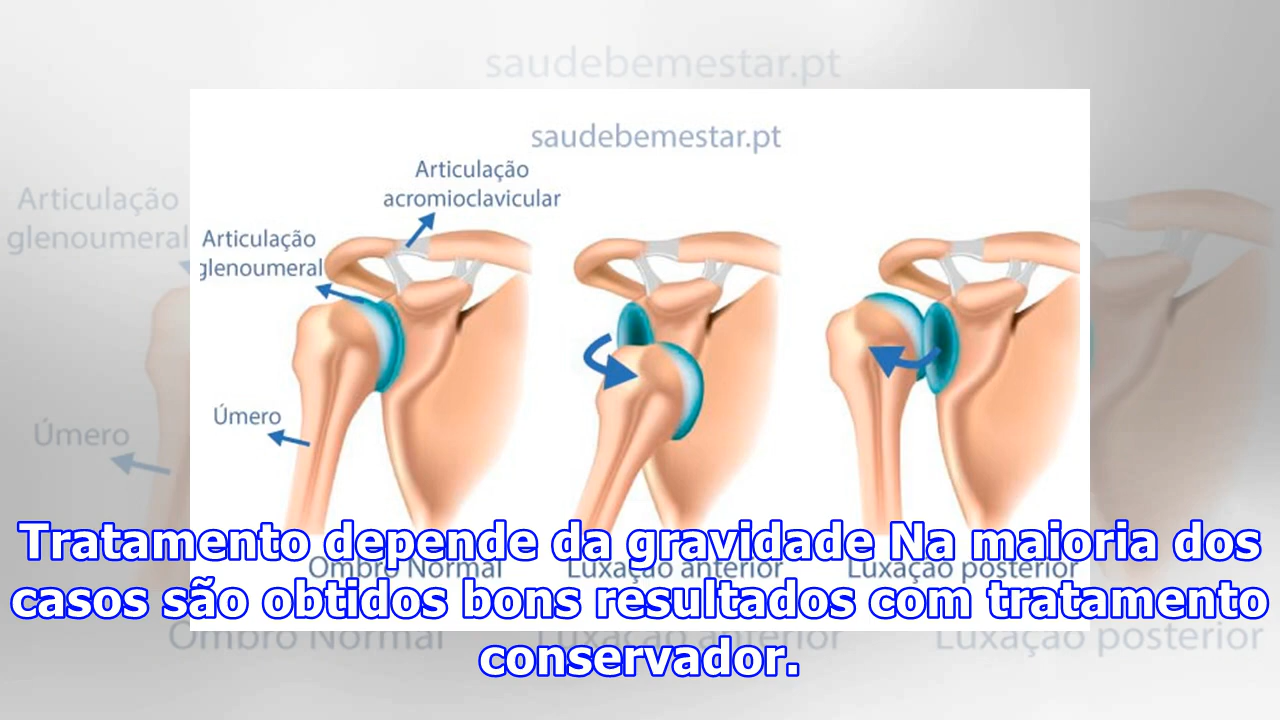 saudebemestar.pt
saudebemestar.pt
Articulação
acromioclavicular
Articulação
glenoumeral
Articulação
glenoumeral
Úmero
Úmero
Ombro Normal
Luxação anterior
Luxação posterior
Tratamento depende da gravidade Na maioria dos
casos são obtidos bons resultados com tratamento
conservador.
Ombro Normal
Luxação anterior
Luxação posterior